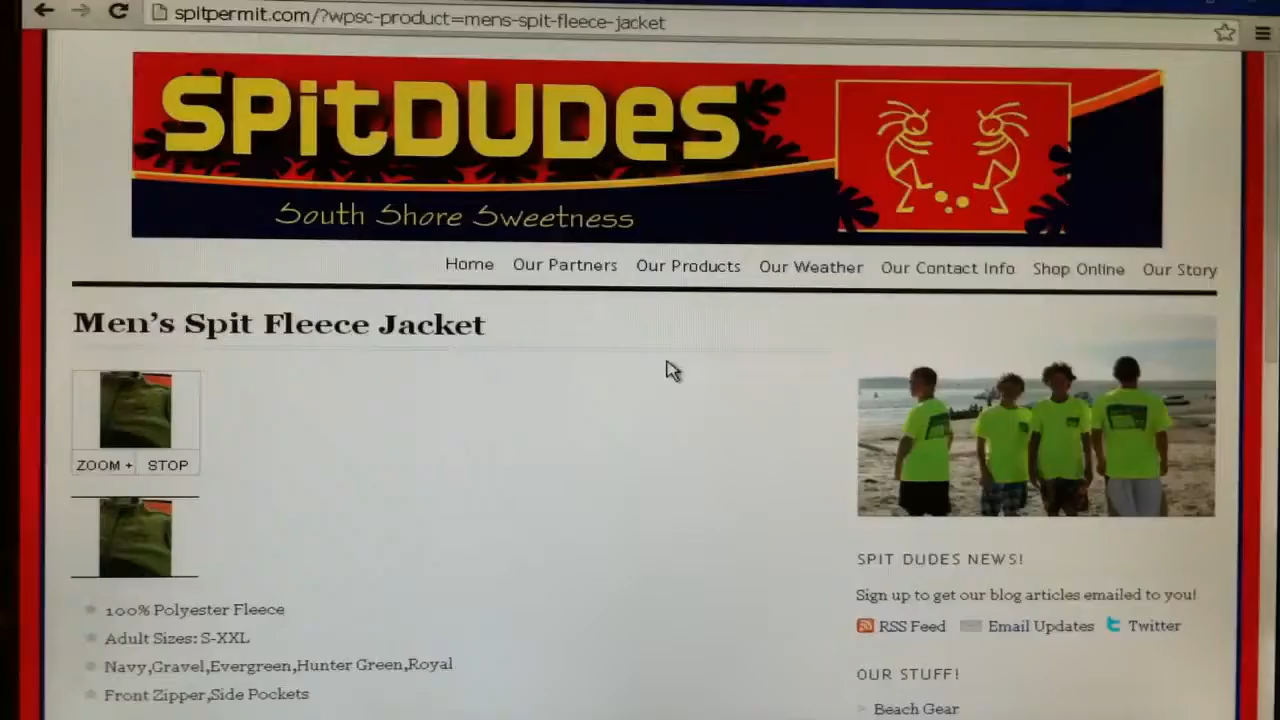 spitpermit.com/?wpsc-product=mens-spit-fleece-jacket
SPitDUDeS
South Shore Sweetness
Home Our Partners Our Products Our Weather Our Contact Info Shop Online Our Story
Men's Spit Fleece Jacket
ZOOM + STOP
100% Polyester Fleece
Adult Sizes: S-XXL
Navy,Gravel,Evergreen,Hunter Green,Royal
Front Zipper,Side Pockets
SPIT DUDES NEWS!
Sign up to get our blog articles emailed to you!
RSS Feed Email Updates Twitter
OUR STUFF!
Beach Gear